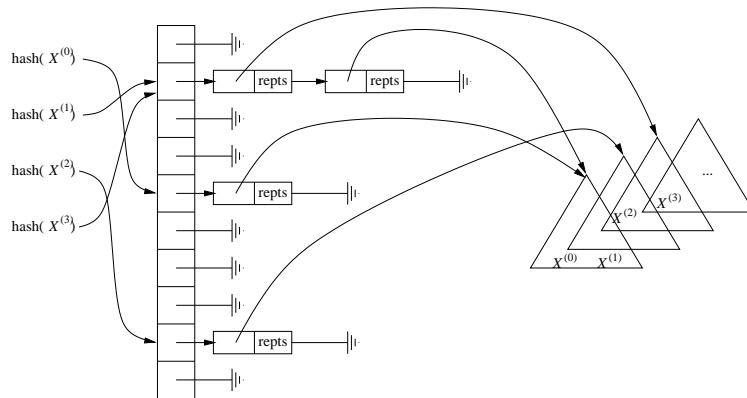 hash( X^(0))
hash( X^(1))
hash( X^(2))
hash( X^(3))
repts
repts
repts
repts
...
X^(3)
X^(2)
X^(0)
X^(1)